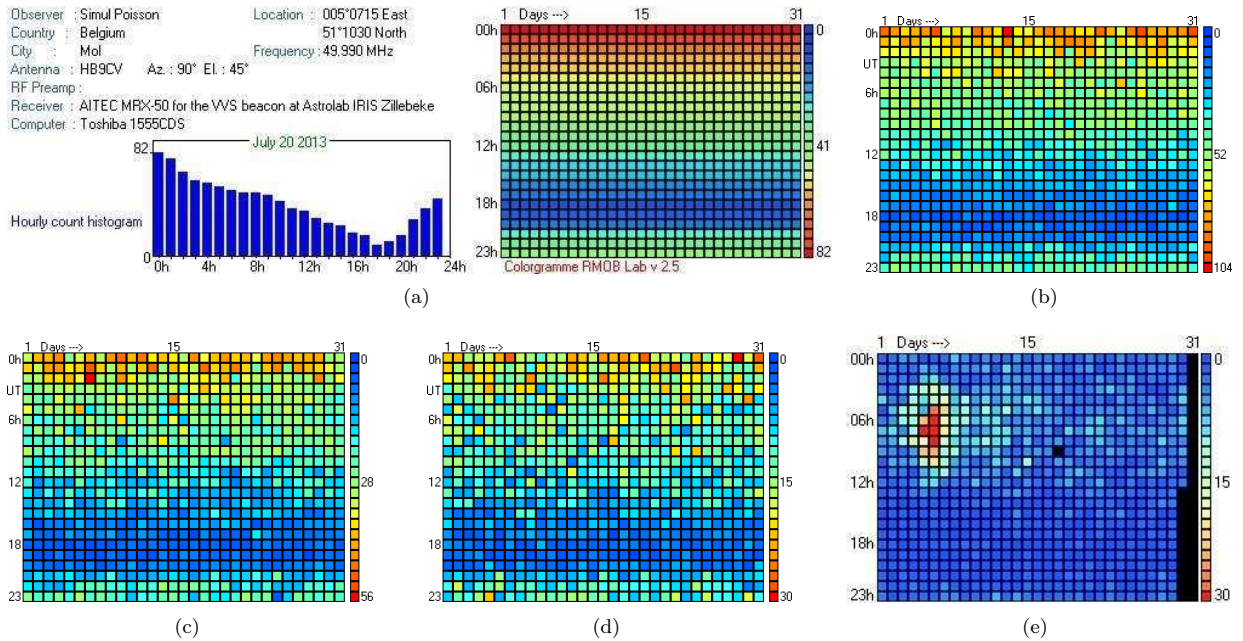 Observer : Simul Poisson Location : 005°0715 East
Country : Belgium 51°1030 North
City : Mol Frequency : 49.990 MHz
Antenna : HB9CV Az. : 90° El. : 45°
RF Preamp :
Receiver : AITEC MRX-50 for the VVS beacon at Astrolab IRIS Zillebeke
Computer : Toshiba 1555CDS
July 20 2013
82
Hourly count histogram
0
0h 4h 8h 12h 16h 20h 24h
1 Days ---> 15 31
00h 0
06h
12h 41
18h
23h 82
Colorgramme RMOB Lab v 2.5
(a)
1 Days ---> 15 31
0h 0
UT
6h
12 52
18
23 104
(b)
1 Days ---> 15 31
0h 0
UT
6h
12 28
18
23 56
(c)
1 Days ---> 15 31
0h 0
UT
6h
12 15
18
23 30
(d)
1 Days ---> 15 31
00h 0
06h
12h 15
18h
23h 30
(e)